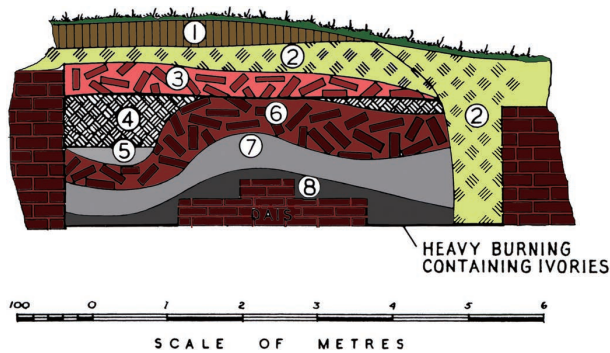 1
2
3
4
5
6
7
8
2
DAIS
HEAVY BURNING
CONTAINING IVORIES
100 0 1 2 3 4 5 6
SCALE OF METRES